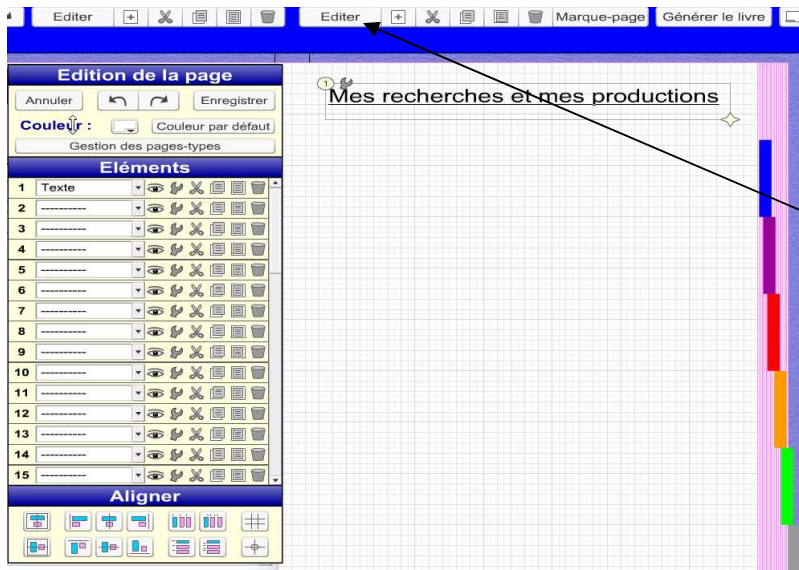 Editer
Editer Marque-page Générer le livre
Edition de la page
Annuler Enregistrer
Couleur : Couleur par défaut
Gestion des pages-types
Eléments
1 Texte
2 ----------
3 ----------
4 ----------
5 ----------
6 ----------
7 ----------
8 ----------
9 ----------
10 ----------
11 ----------
12 ----------
13 ----------
14 ----------
15 ----------
Aligner
1
Mes recherches et mes productions